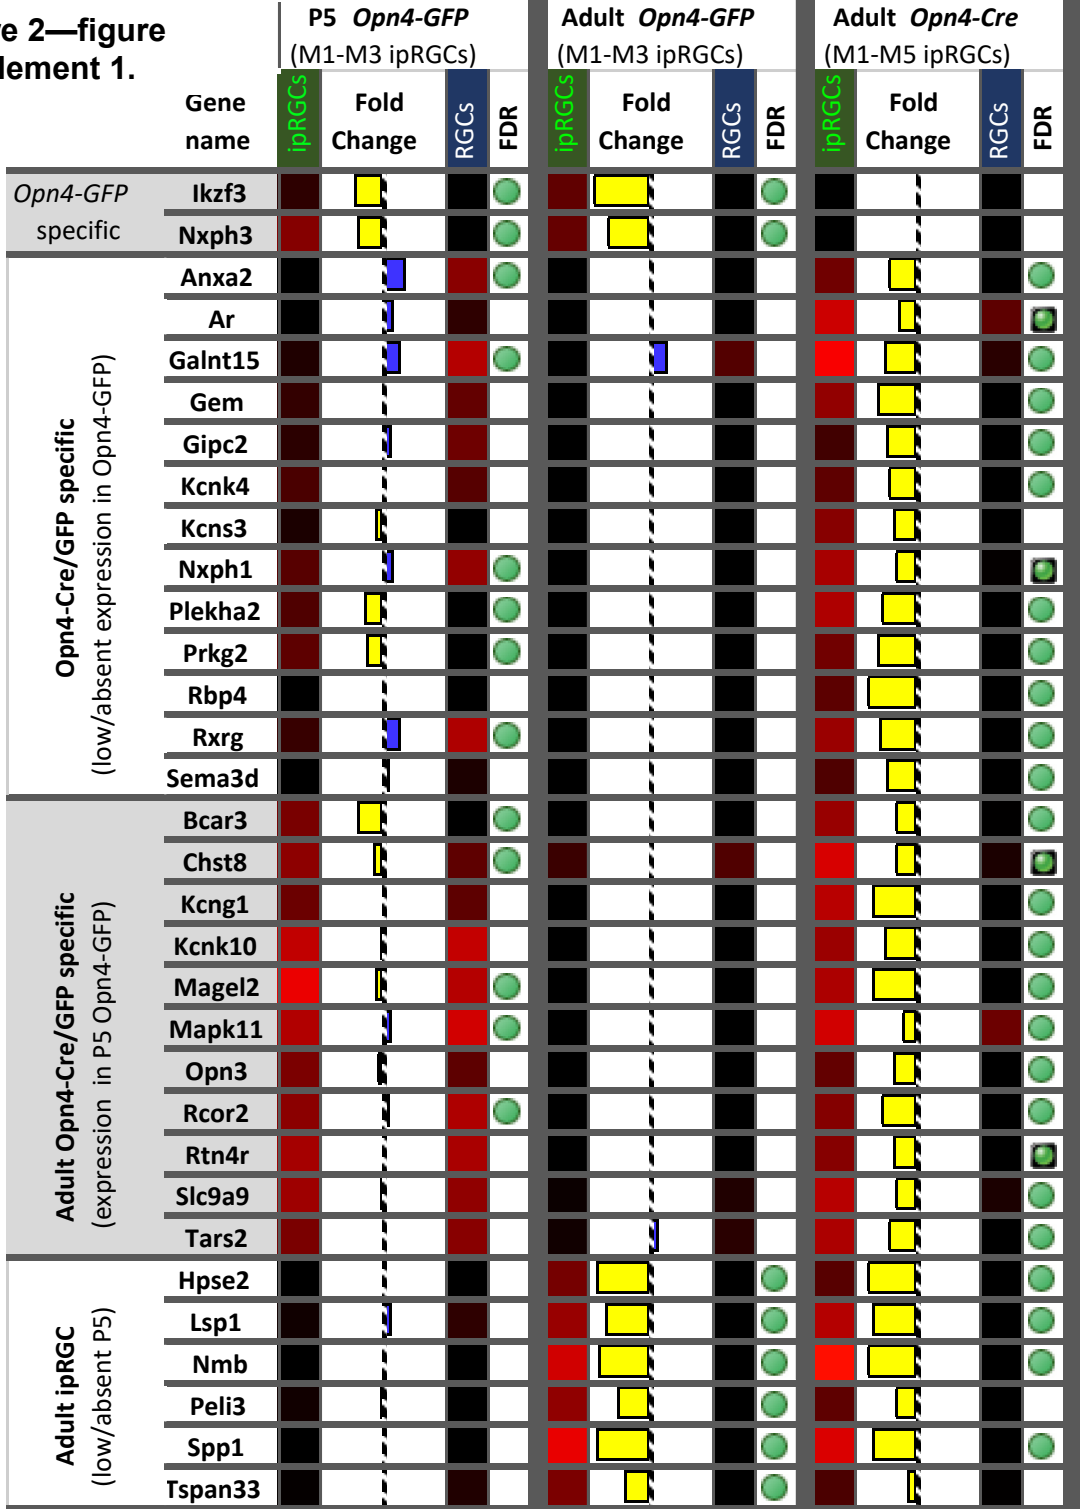 e 2—figure
lement 1.
P5 Opn4-GFP
(M1-M3 ipRGCs)
Adult Opn4-GFP
(M1-M3 ipRGCs)
Adult Opn4-Cre
(M1-M5 ipRGCs)
Gene
name
ipRGCs
Fold
Change
RGCs
FDR
ipRGCs
Fold
Change
RGCs
FDR
ipRGCs
Fold
Change
RGCs
FDR
Opn4-GFP
specific
Ikzf3
Nxph3
Opn4-Cre/GFP specific
(low/absent expression in Opn4-GFP)
Anxa2
Ar
Galnt15
Gem
Gipc2
Kcnk4
Kcns3
Nxph1
Plekha2
Prkg2
Rbp4
Rxrg
Sema3d
Adult Opn4-Cre/GFP specific
(expression in P5 Opn4-GFP)
Bcar3
Chst8
Kcng1
Kcnk10
Magel2
Mapk11
Opn3
Rcor2
Rtn4r
Slc9a9
Tars2
Adult ipRGC
(low/absent P5)
Hpse2
Lsp1
Nmb
Peli3
Spp1
Tspan33